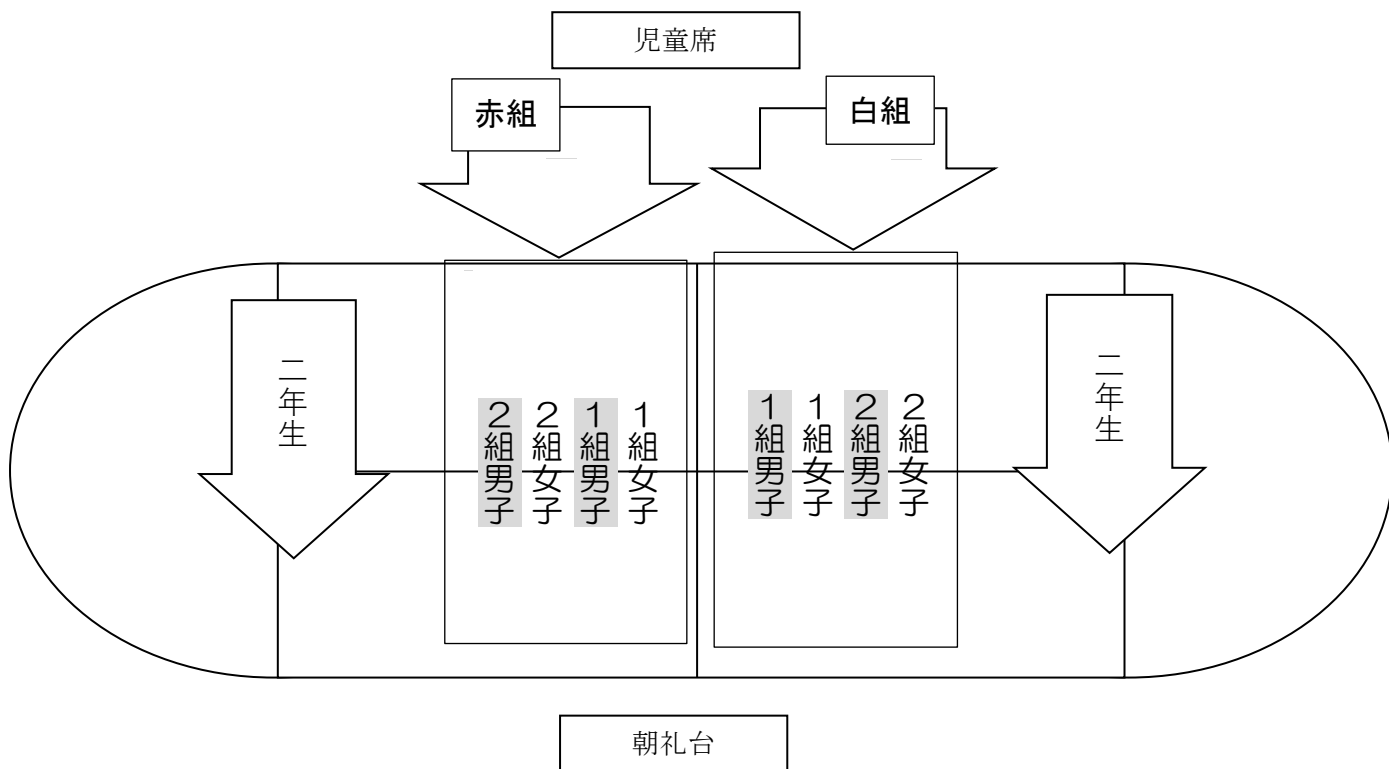 児童席
赤組
白組
二年生
２組男子
２組女子
１組男子
１組女子
１組男子
１組女子
２組男子
２組女子
二年生
朝礼台